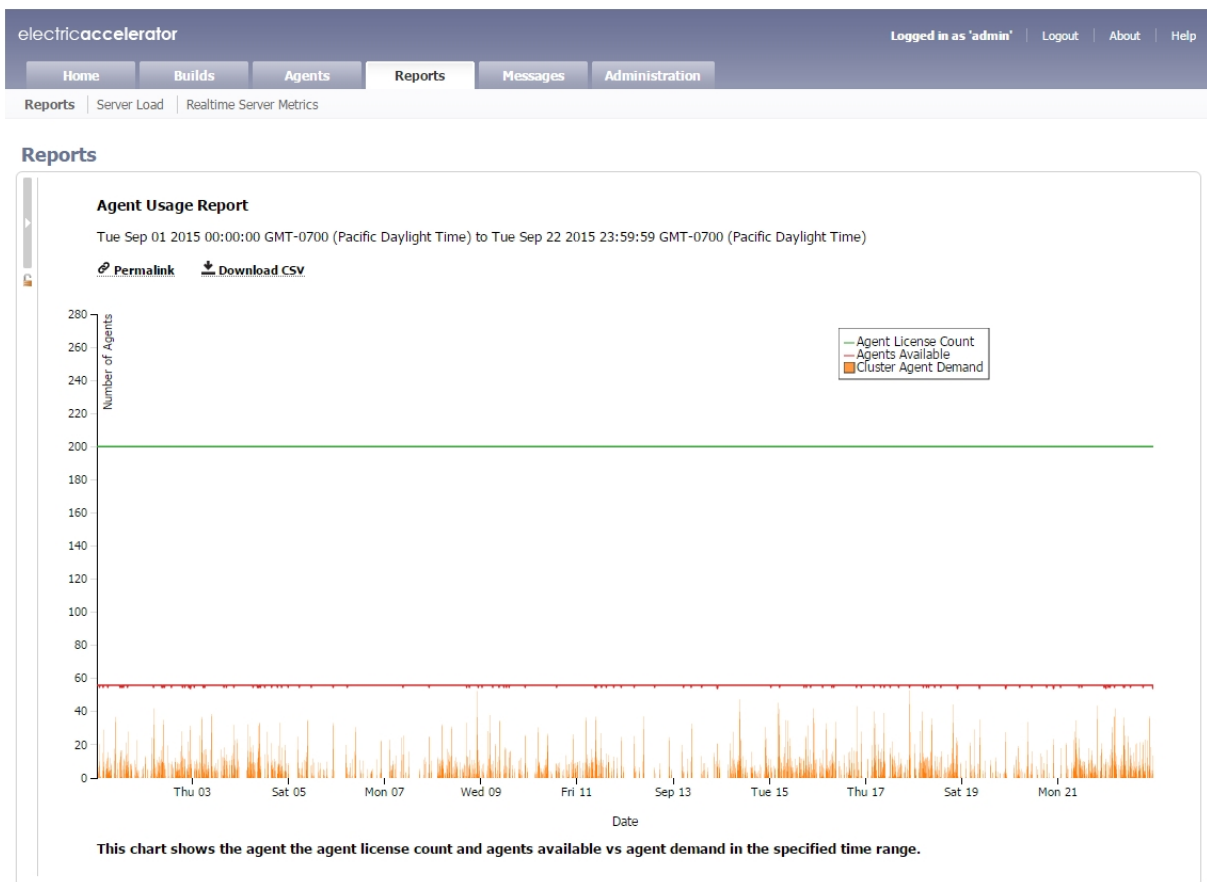 electricaccelerator
Logged in as 'admin' Logout About Help
Home Builds Agents Reports Messages Administration
Reports Server Load Realtime Server Metrics
Reports
Agent Usage Report
Tue Sep 01 2015 00:00:00 GMT-0700 (Pacific Daylight Time) to Tue Sep 22 2015 23:59:59 GMT-0700 (Pacific Daylight Time)
Permalink Download CSV
Number of Agents
280
260
240
220
200
180
160
140
120
100
80
60
40
20
0
Agent License Count
Agents Available
Cluster Agent Demand
Thu 03 Sat 05 Mon 07 Wed 09 Fri 11 Sep 13 Tue 15 Thu 17 Sat 19 Mon 21
Date
This chart shows the agent the agent license count and agents available vs agent demand in the specified time range.